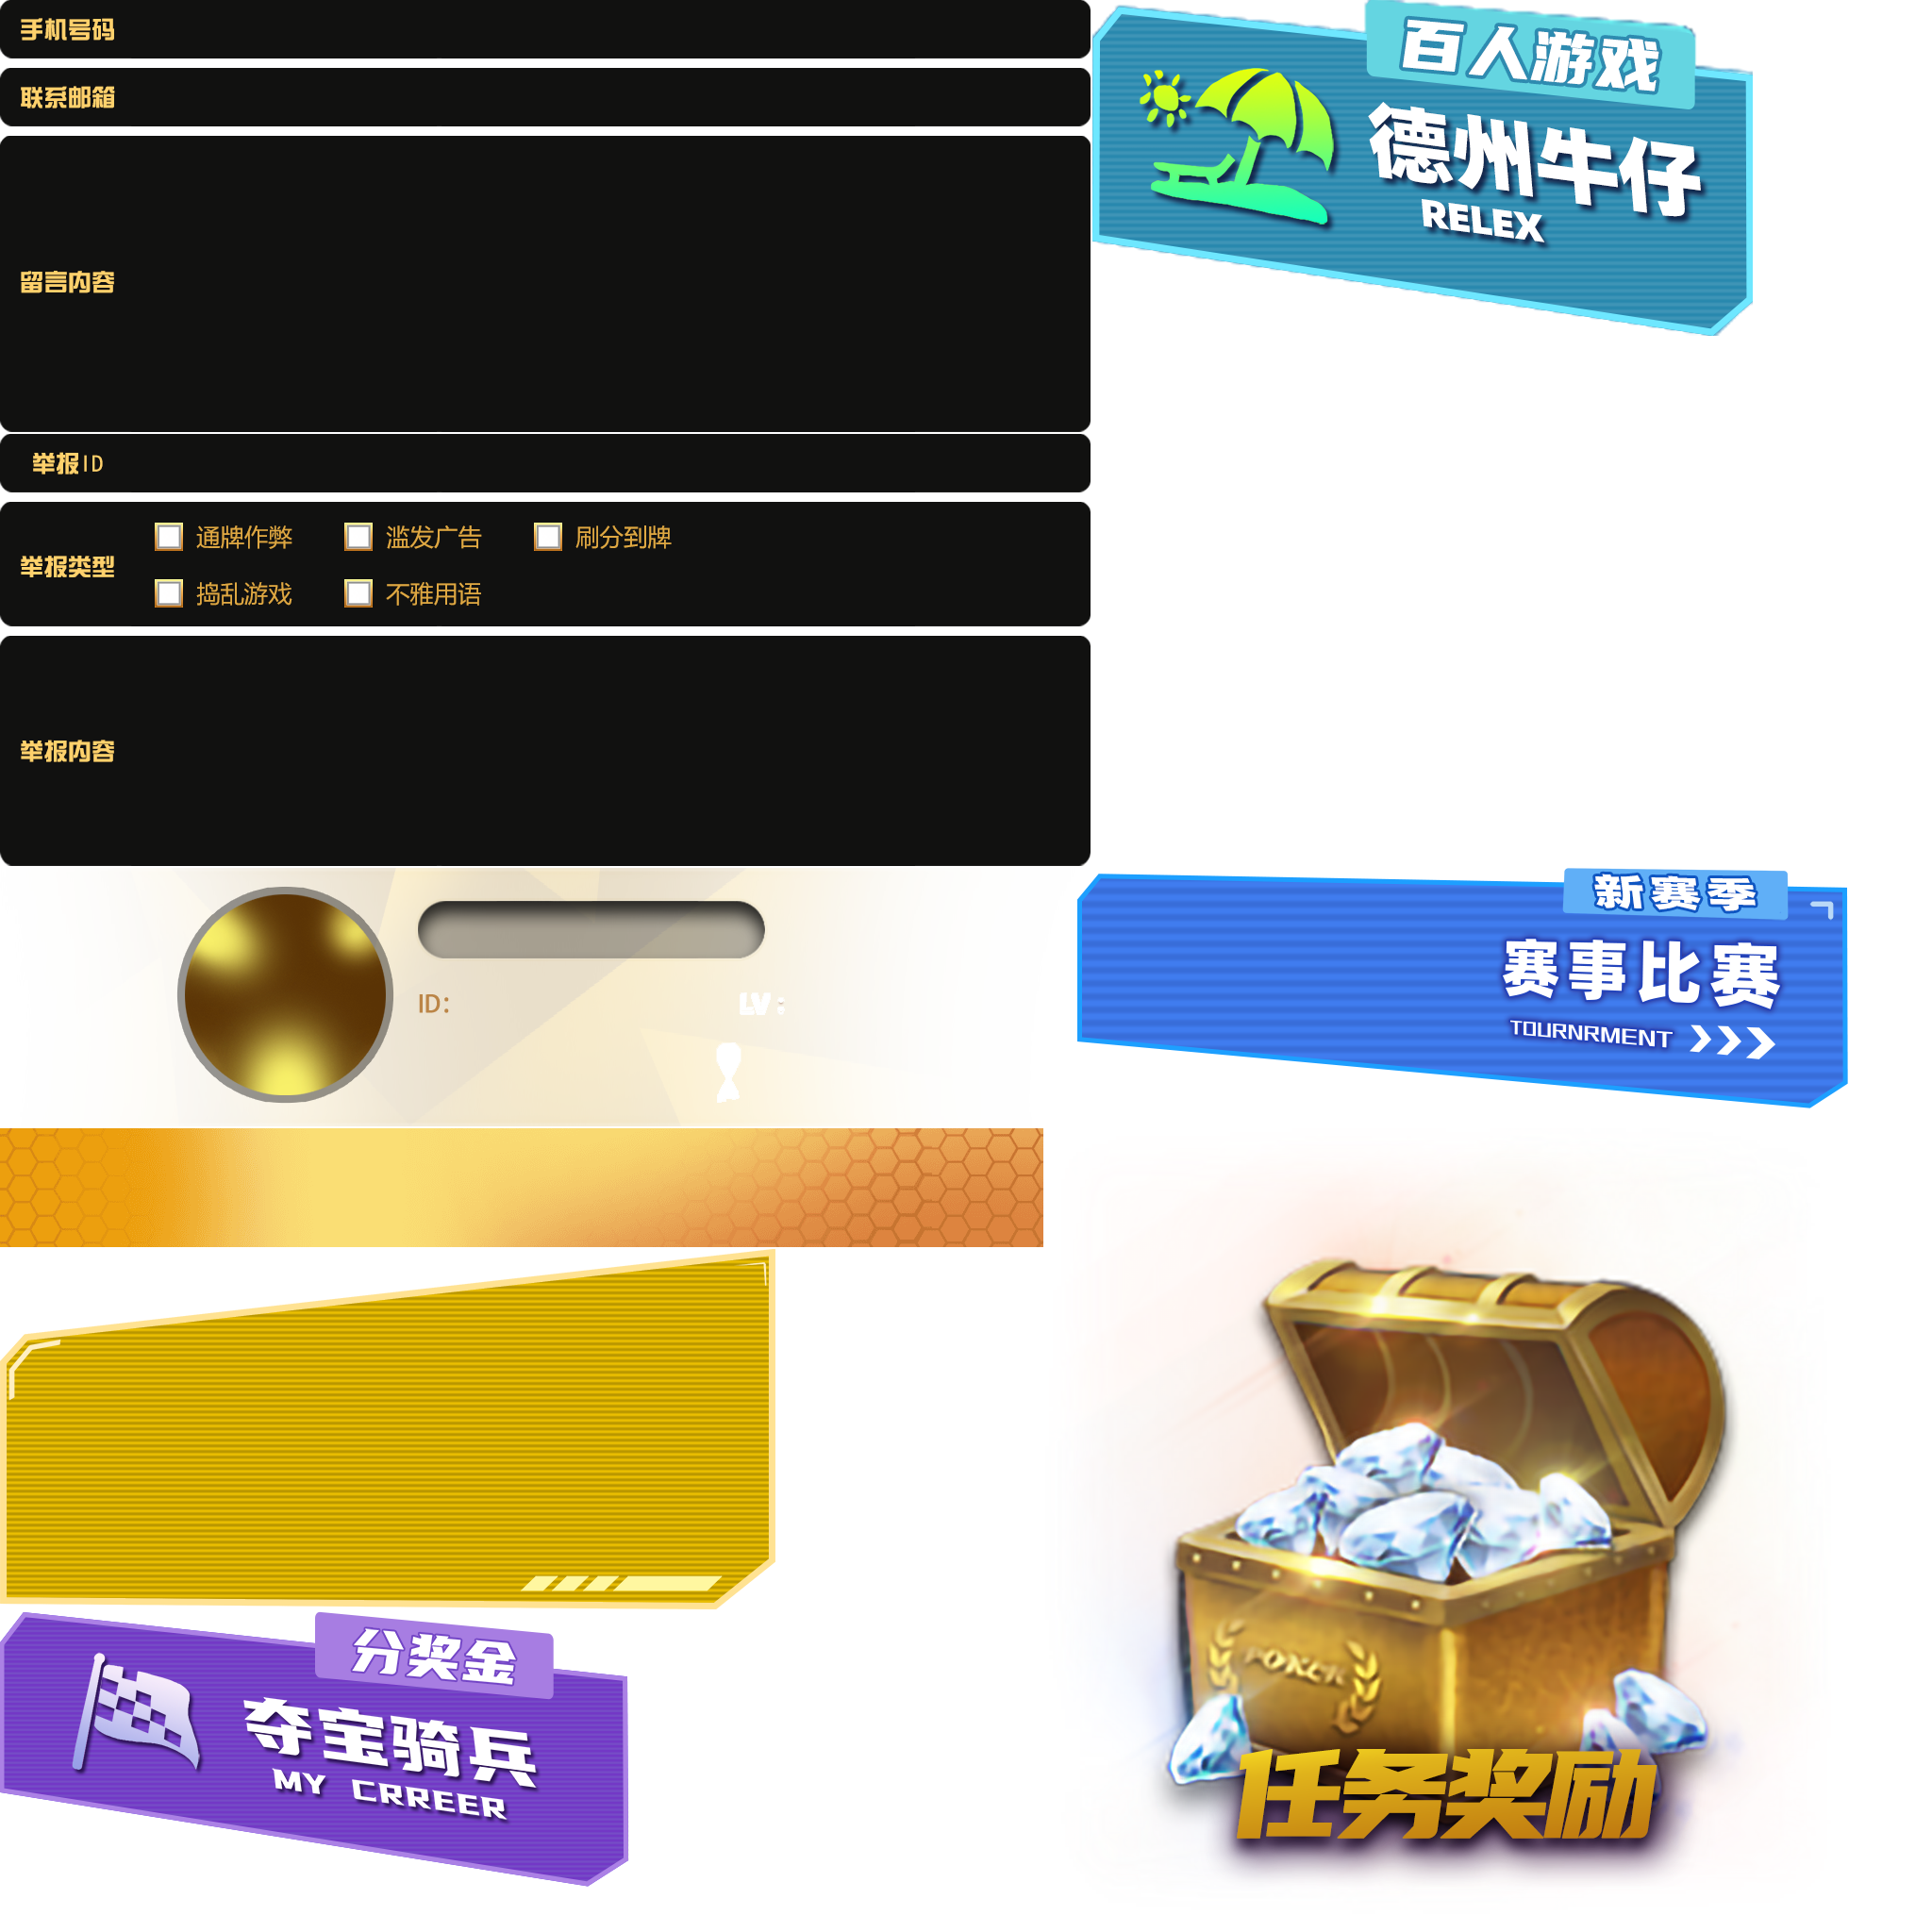 手机号码
联系邮箱
留言内容
举报ID
举报类型
通牌作弊
滥发广告
刷分到牌
捣乱游戏
不雅用语
举报内容
百人游戏
德州牛仔
RELEX
ID:
LV:
新赛季
赛事比赛
TOURNRMENT
分奖金
夺宝骑兵
MY CRREER
POKER
任务奖励